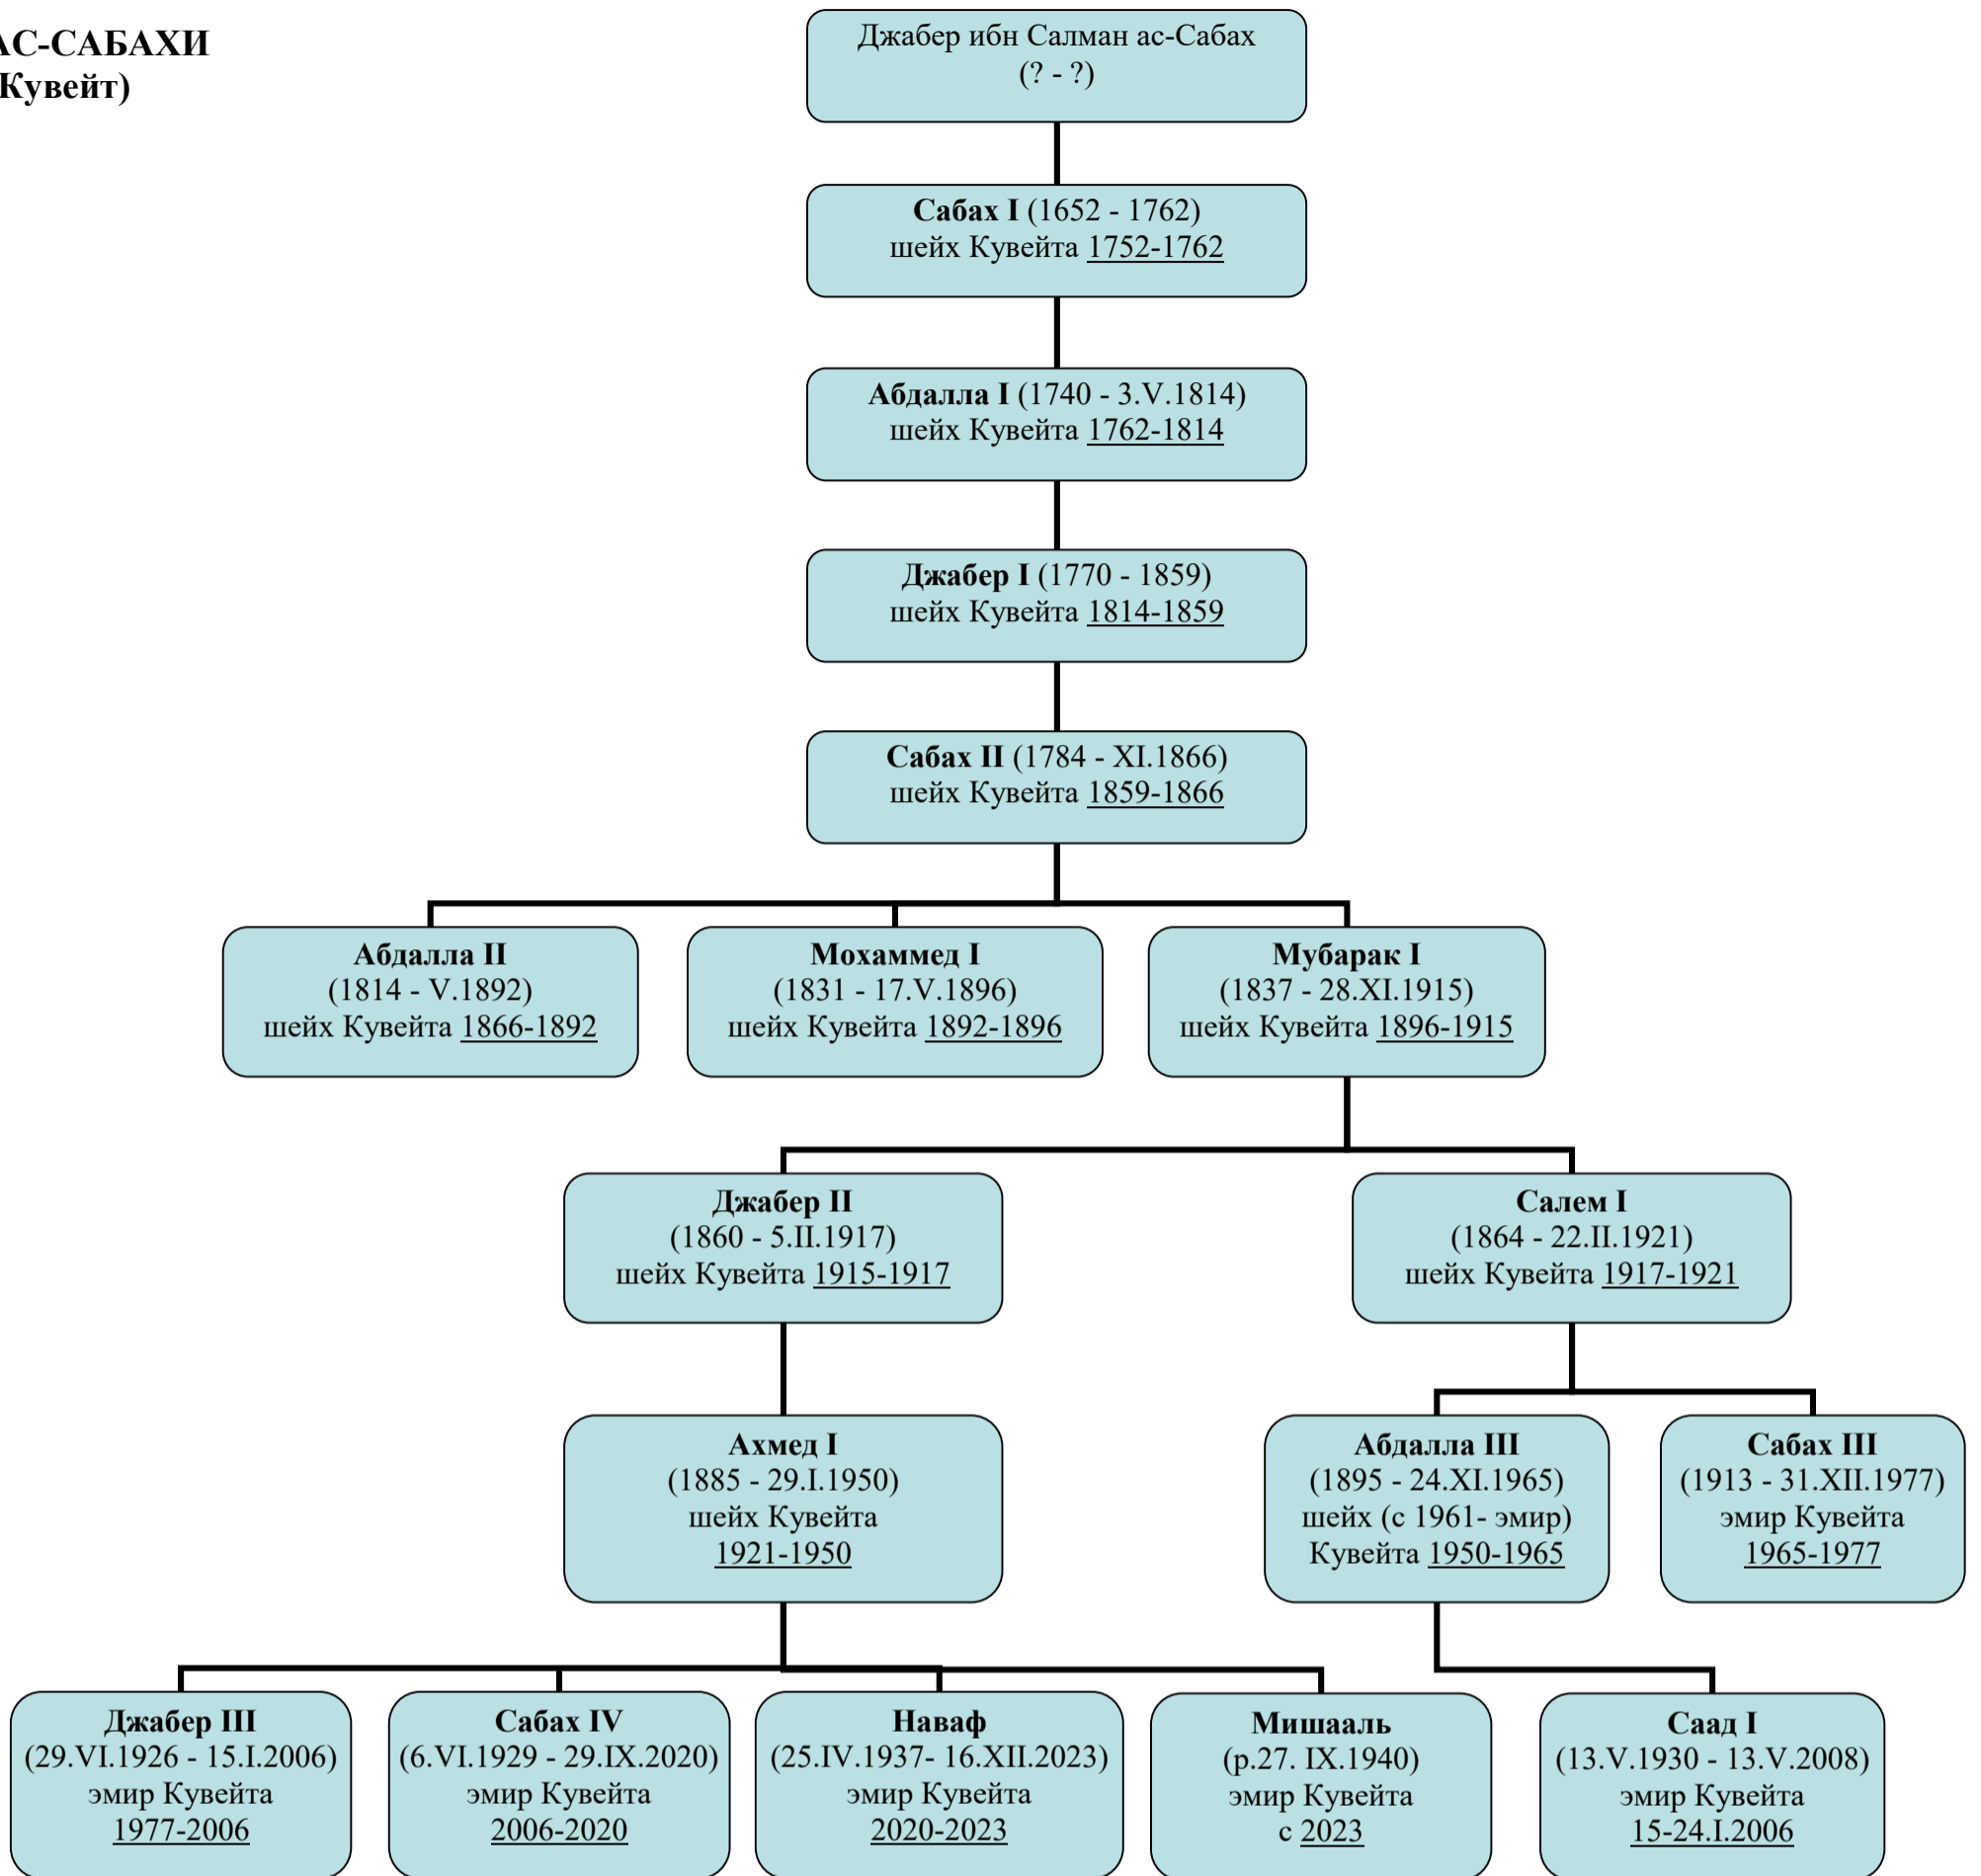 АС-САБАХИ
Кувейт)
Джабер ибн Салман ас-Сабах
(? - ?)
Сабах I (1652 - 1762)
шейх Кувейта 1752-1762
Абдалла I (1740 - 3.V.1814)
шейх Кувейта 1762-1814
Джабер I (1770 - 1859)
шейх Кувейта 1814-1859
Сабах II (1784 - XI.1866)
шейх Кувейта 1859-1866
Абдалла II
(1814 - V.1892)
шейх Кувейта 1866-1892
Мохаммед I
(1831 - 17.V.1896)
шейх Кувейта 1892-1896
Мубарак I
(1837 - 28.XI.1915)
шейх Кувейта 1896-1915
Джабер II
(1860 - 5.II.1917)
шейх Кувейта 1915-1917
Салем I
(1864 - 22.II.1921)
шейх Кувейта 1917-1921
Ахмед I
(1885 - 29.I.1950)
шейх Кувейта
1921-1950
Абдалла III
(1895 - 24.XI.1965)
шейх (с 1961- эмир)
Кувейта 1950-1965
Сабах III
(1913 - 31.XII.1977)
эмир Кувейта
1965-1977
Джабер III
(29.VI.1926 - 15.I.2006)
эмир Кувейта
1977-2006
Сабах IV
(6.VI.1929 - 29.IX.2020)
эмир Кувейта
2006-2020
Наваф
(25.IV.1937- 16.XII.2023)
эмир Кувейта
2020-2023
Мишааль
(р.27. IX.1940)
эмир Кувейта
с 2023
Саад I
(13.V.1930 - 13.V.2008)
эмир Кувейта
15-24.I.2006